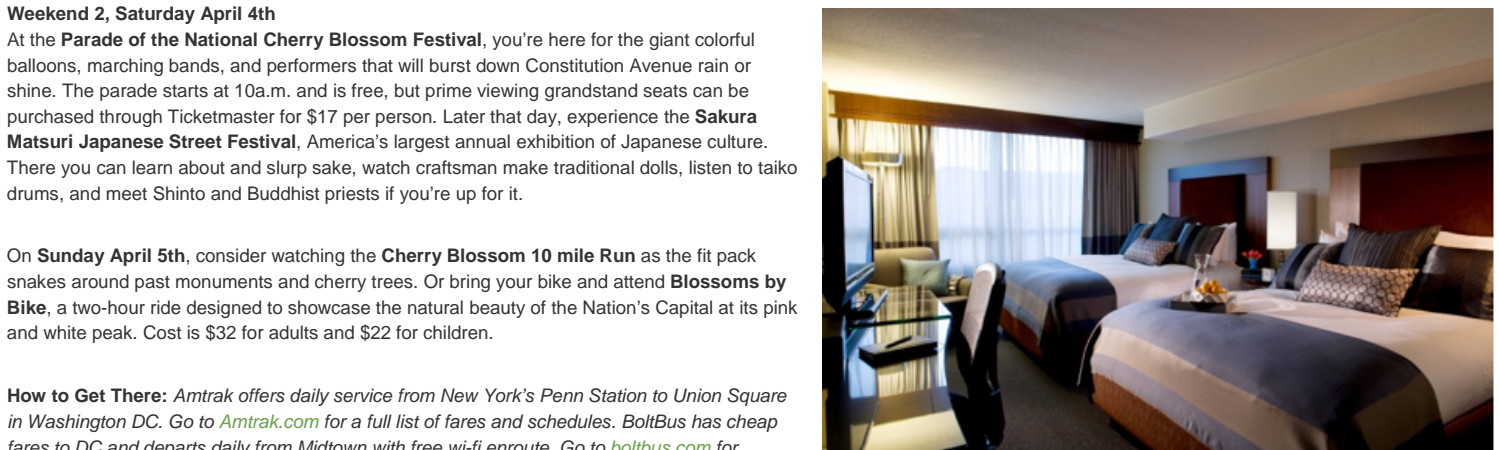 Weekend 2, Saturday April 4th
At the Parade of the National Cherry Blossom Festival, you're here for the giant colorful
balloons, marching bands, and performers that will burst down Constitution Avenue rain or
shine. The parade starts at 10a.m. and is free, but prime viewing grandstand seats can be
purchased through Ticketmaster for $17 per person. Later that day, experience the Sakura
Matsuri Japanese Street Festival, America's largest annual exhibition of Japanese culture.
There you can learn about and slurp sake, watch craftsman make traditional dolls, listen to taiko
drums, and meet Shinto and Buddhist priests if you're up for it.
On Sunday April 5th, consider watching the Cherry Blossom 10 mile Run as the fit pack
snakes around past monuments and cherry trees. Or bring your bike and attend Blossoms by
Bike, a two-hour ride designed to showcase the natural beauty of the Nation's Capital at its pink
and white peak. Cost is $32 for adults and $22 for children.
How to Get There: Amtrak offers daily service from New York's Penn Station to Union Square
in Washington DC. Go to Amtrak.com for a full list of fares and schedules. BoltBus has cheap
fares to DC and departs daily from Midtown with free wi-fi enroute. Go to boltbus.com for